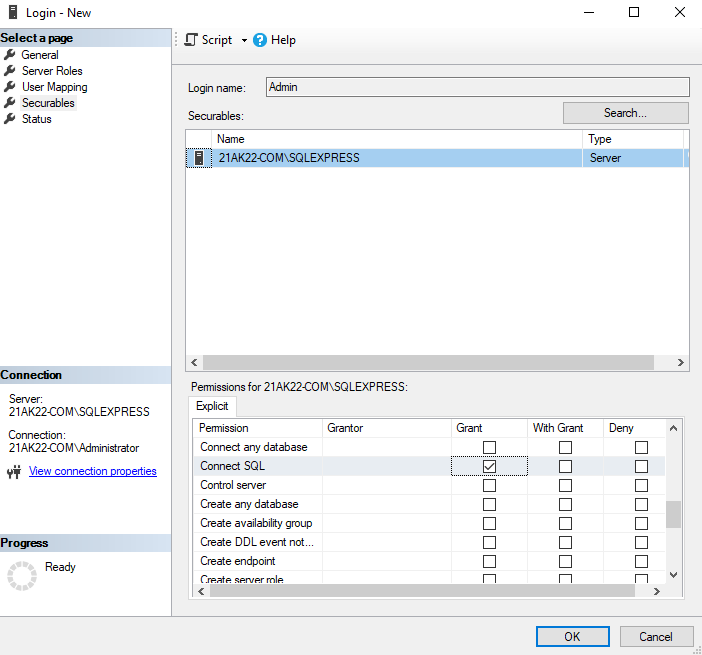 Login - New
Select a page
General
Server Roles
User Mapping
Securables
Status
Script Help
Login name: Admin
Securables: Search...
Name Type
21AK22-COM\SQLEXPRESS Server
Connection
Server:
21AK22-COM\SQLEXPRESS
Connection:
21AK22-COM\Administrator
View connection properties
Progress
Ready
Permissions for 21AK22-COM\SQLEXPRESS:
Explicit
Permission Grantor Grant With Grant Deny
Connect any database
Connect SQL
Control server
Create any database
Create availability group
Create DDL event not...
Create endpoint
Create server role
OK Cancel